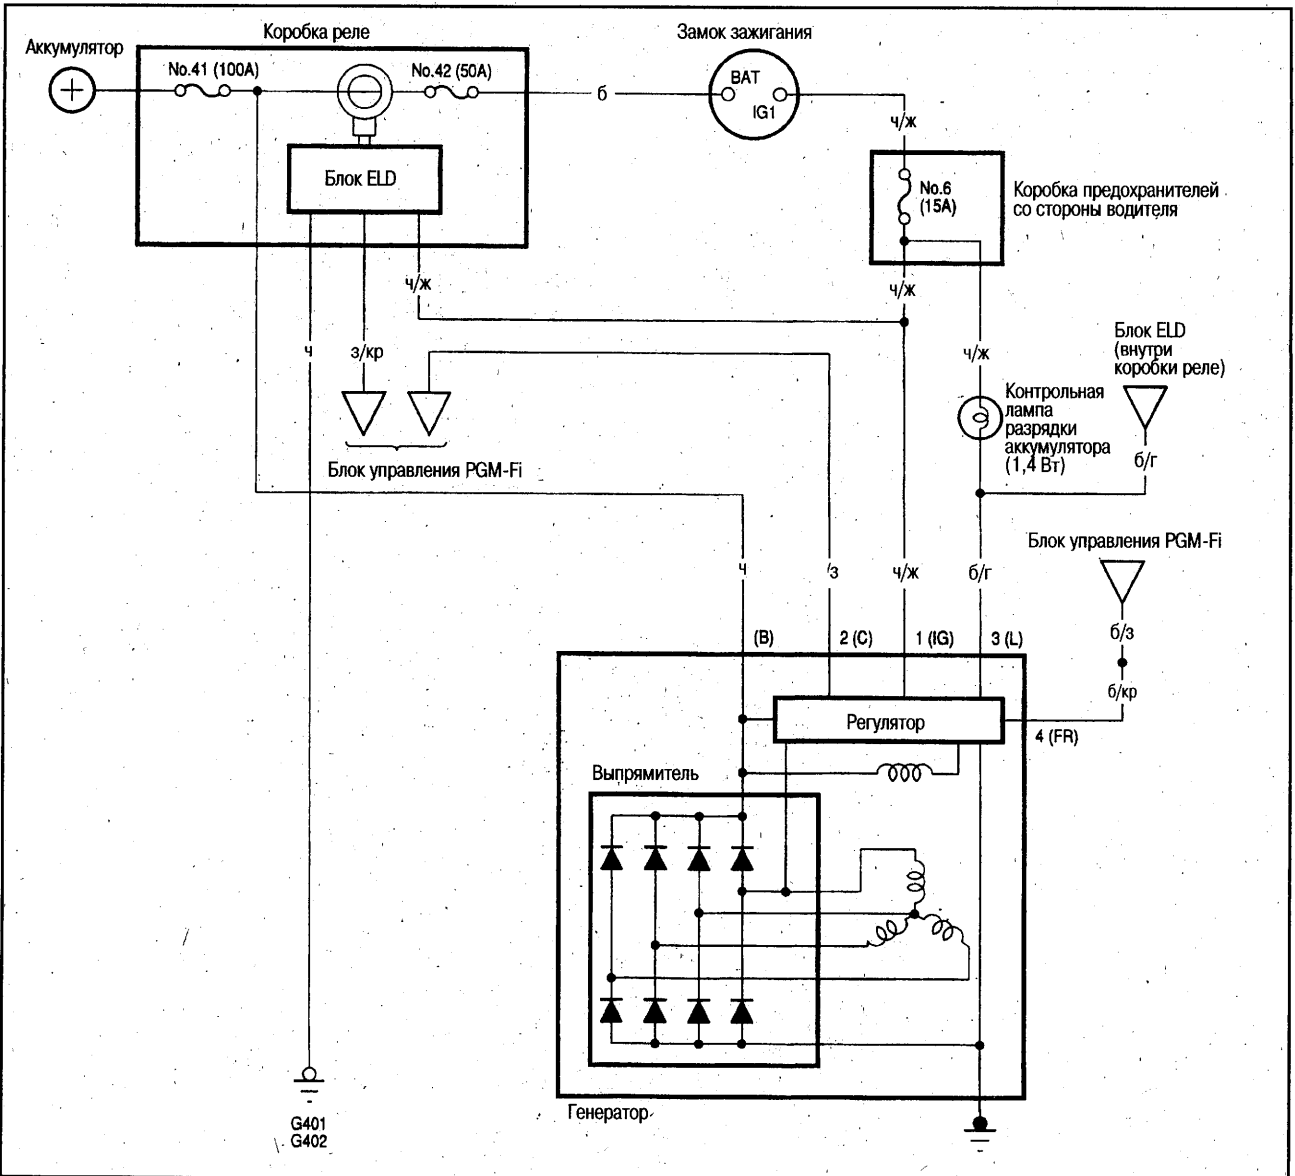 Аккумулятор
Коробка реле
Замок зажигания
No.41 (100A)
No.42 (50A)
BAT
IG1
б
ч/ж
Блок ELD
No.6
(15A)
Коробка предохранителей
со стороны водителя
ч/ж
ч/ж
ч
з/кр
ч/ж
Блок ELD
(внутри
коробки реле)
Контрольная
лампа
разрядки
аккумулятора
(1,4 Вт)
б/г
Блок управления PGM-Fi
Блок управления PGM-Fi
ч
/з
ч/ж
б/г
б/з
(B)
2 (C)
1 (IG)
3 (L)
б/кр
Регулятор
4 (FR)
Выпрямитель
Генератор
G401
G402